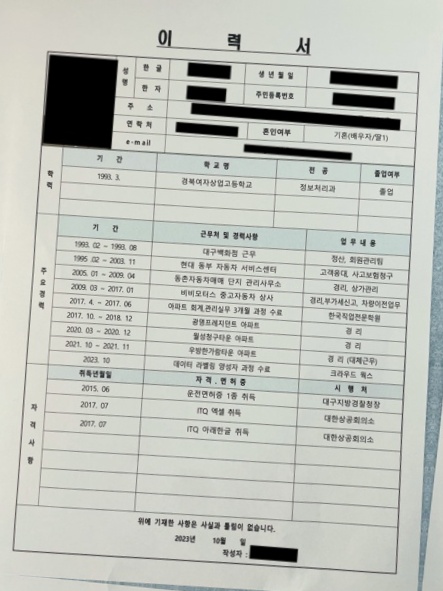 이 력 서
성명 한글 생년월일
한자 주민등록번호
주소
연락처 혼인여부 기혼(배우자/딸1)
e-mail
학력
기간 학교명 전공 졸업여부
1993. 3. 경북여자상업고등학교 정보처리과 졸업
주요경력
기간 근무처 및 경력사항 업무내용
1993. 02 ~ 1993. 08 대구백화점 근무 정산, 회원관리팀
1995 .02 ~ 2003. 11 현대 동부 자동차 서비스센터 고객응대, 사고보험청구
2005. 01 ~ 2009. 04 동촌자동차매매 단지 관리사무소 경리, 상가관리
2009. 03 ~ 2017. 01 비비모터스 중고자동차 상사 경리,부가세신고, 차량이전업무
2017. 4. ~ 2017. 06 아파트 회계,관리실무 3개월 과정 수료 한국직업전문학원
2017. 10. ~ 2018. 12 광명프레지던트 아파트 경 리
2020. 03 ~ 2020. 12 월성청구타운 아파트 경 리
2021. 10 ~ 2021. 11 우방한가람타운 아파트 경 리 (대체근무)
2023. 10 데이터 라벨링 양성자 과정 수료 크라우드 웍스
자격사항
취득년월일 자격 . 면허증 시 행 처
2015. 06 운전면허증 1종 취득 대구지방경찰청장
2017. 07 ITQ 엑셀 취득 대한상공회의소
2017. 07 ITQ 아래한글 취득 대한상공회의소
위에 기재한 사항은 사실과 틀림이 없습니다.
2023년 10월 일
작성자 :